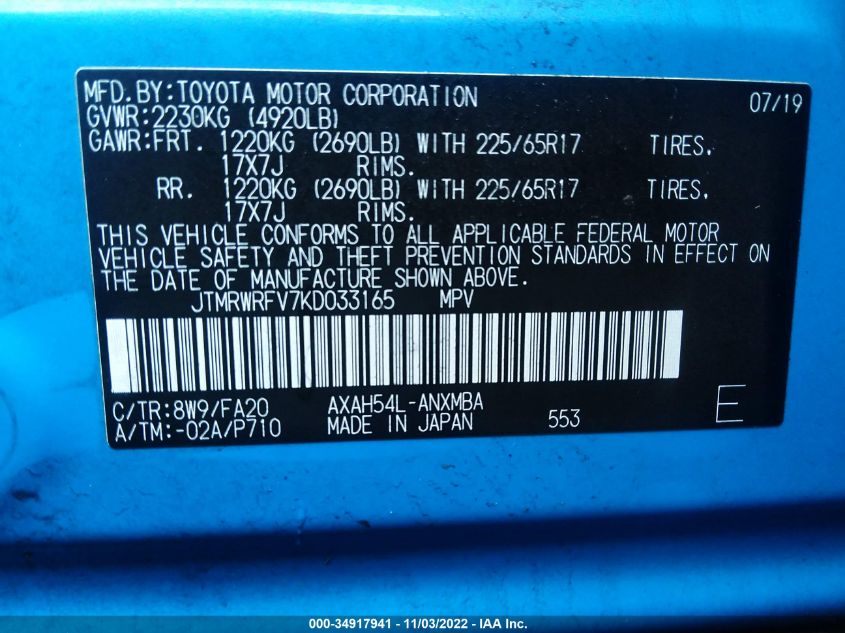 MFD.BY:TOYOTA MOTOR CORPORATION 07/19
GVWR:2230KG (4920LB)
GAWR:FRT. 1220KG (2690LB) WITH 225/65R17 TIRES.
17X7J RIMS.
RR. 1220KG (2690LB) WITH 225/65R17 TIRES.
17X7J RIMS.
THIS VEHICLE CONFORMS TO ALL APPLICABLE FEDERAL MOTOR
VEHICLE SAFETY AND THEFT PREVENTION STANDARDS IN EFFECT ON
THE DATE OF MANUFACTURE SHOWN ABOVE.
JTMRWRFV7KD033165 MPV
C/TR:8W9/FA20 AXAH54L-ANXMBA
A/TM:-02A/P710 MADE IN JAPAN 553 E
000-34917941 - 11/03/2022 - IAA Inc.